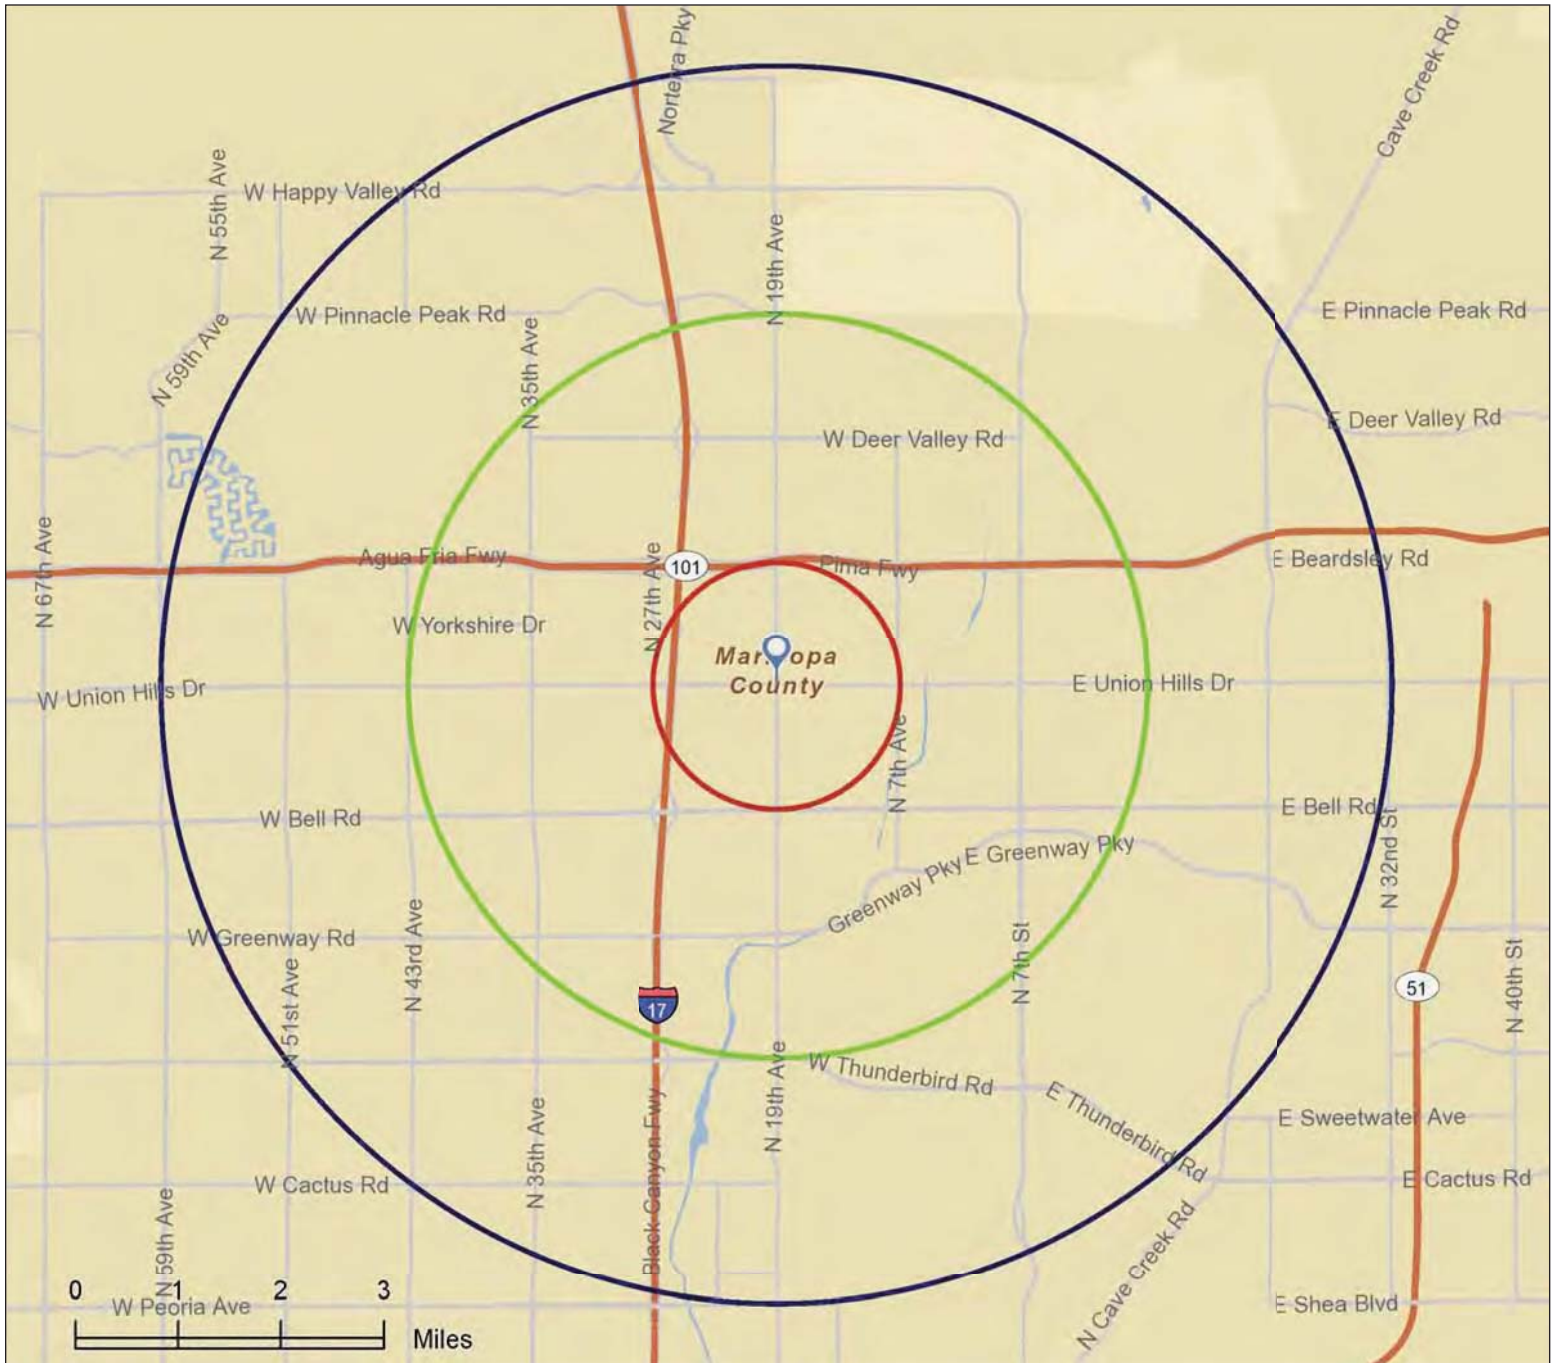 Norterra Pky
Cave Creek Rd
N 55th Ave
W Happy Valley Rd
N 19th Ave
W Pinnacle Peak Rd
E Pinnacle Peak Rd
N 59th Ave
N 35th Ave
W Deer Valley Rd
E Deer Valley Rd
N 67th Ave
Agua Fria Fwy
N 27th Ave
101
Pima Fwy
E Beardsley Rd
W Yorkshire Dr
Mar opa
County
W Union Hills Dr
E Union Hills Dr
N 7th Ave
W Bell Rd
E Bell Rd
N 32nd St
E Greenway Pky
Greenway Pky
W Greenway Rd
N 43rd Ave
N 51st Ave
N 7th St
N 40th St
51
17
N 19th Ave
W Thunderbird Rd
E Thunderbird Rd
E Sweetwater Ave
N 35th Ave
Black Canyon Fwy
W Cactus Rd
E Cactus Rd
N 59th Ave
N Cave Creek Rd
0 1 2 3
W Peoria Ave
E Shea Blvd
Miles